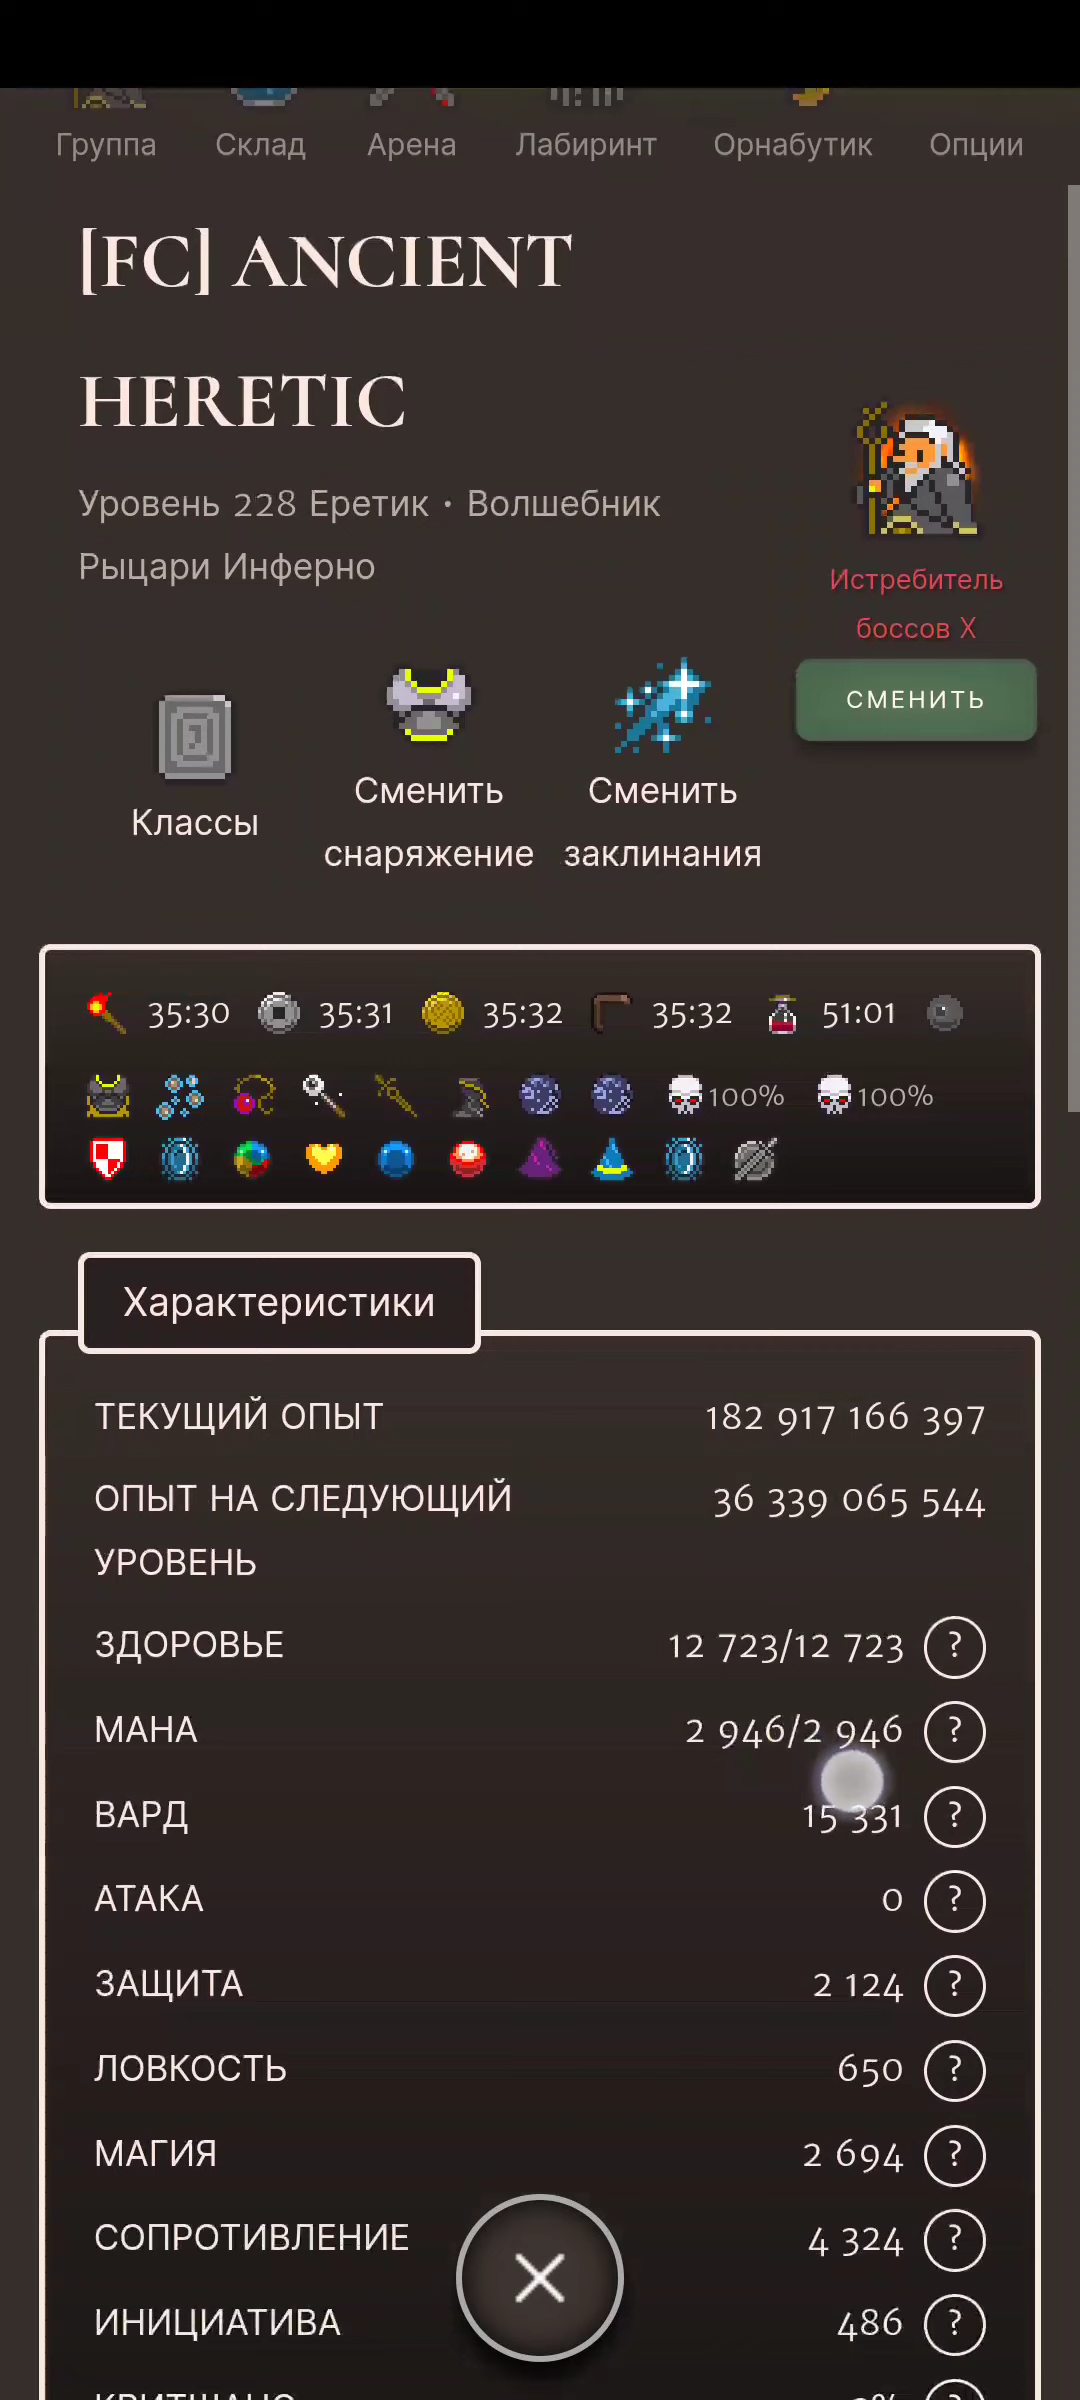 Группа Склад Арена Лабиринт Орнабутик Опции
[FC] ANCIENT
HERETIC
Уровень 228 Еретик • Волшебник
Рыцари Инферно
Истребитель
боссов X
СМЕНИТЬ
Классы
Сменить
снаряжение
Сменить
заклинания
35:30 35:31 35:32 35:32 51:01
100% 100%
Характеристики
ТЕКУЩИЙ ОПЫТ 182 917 166 397
ОПЫТ НА СЛЕДУЮЩИЙ 36 339 065 544
УРОВЕНЬ
ЗДОРОВЬЕ 12 723/12 723 ?
МАНА 2 946/2 946 ?
ВАРД 15 331 ?
АТАКА 0 ?
ЗАЩИТА 2 124 ?
ЛОВКОСТЬ 650 ?
МАГИЯ 2 694 ?
СОПРОТИВЛЕНИЕ 4 324 ?
ИНИЦИАТИВА 486 ?